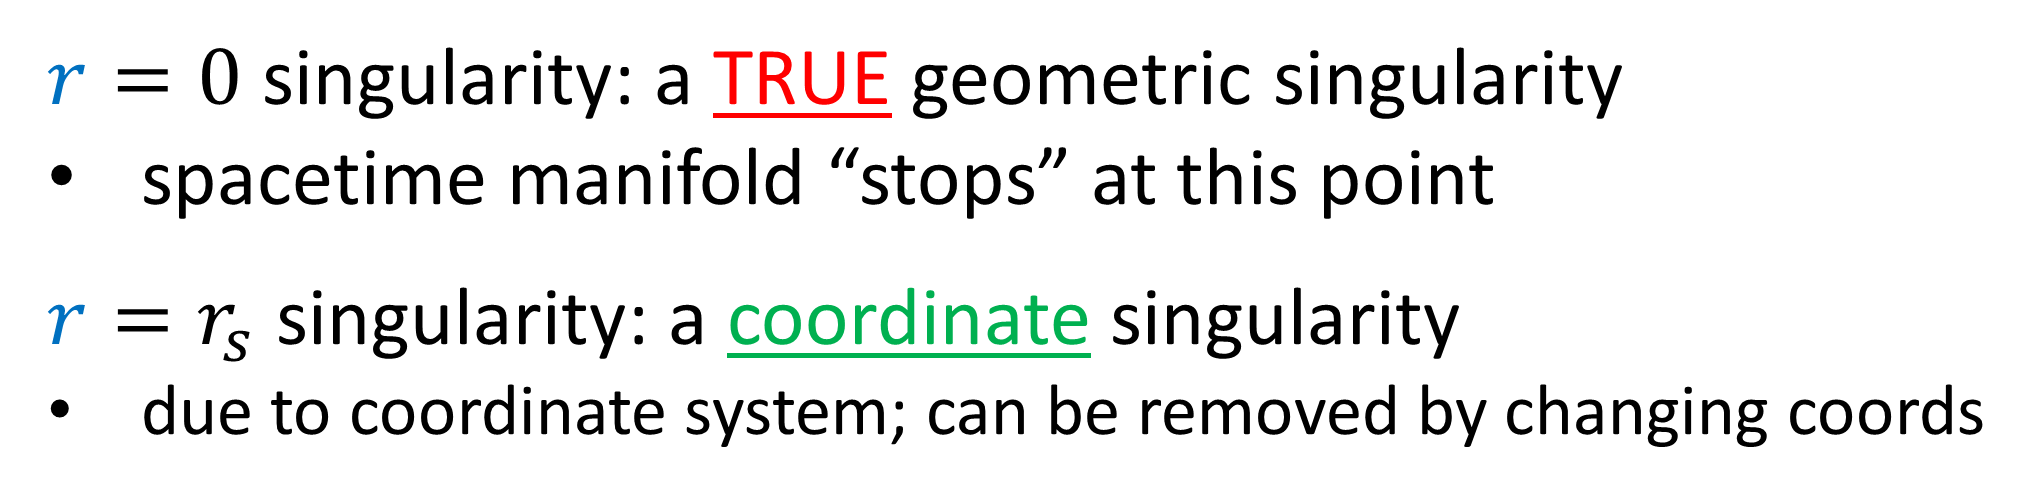 r = 0 singularity: a TRUE geometric singularity
• spacetime manifold “stops” at this point
r = rₛ singularity: a coordinate singularity
• due to coordinate system; can be removed by changing coords